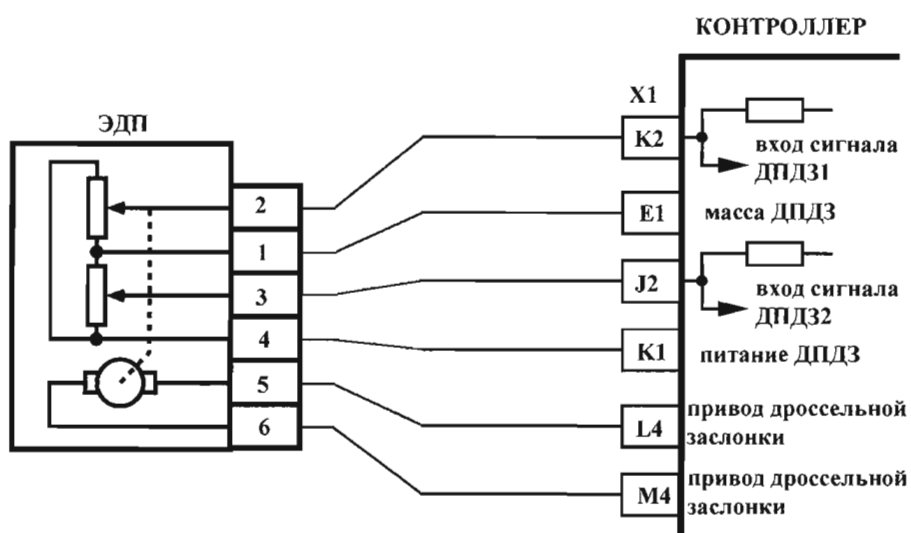 КОНТРОЛЛЕР
X1
ЭДП
K2
вход сигнала
ДПДЗ1
2
E1
масса ДПДЗ
1
J2
вход сигнала
ДПДЗ2
3
4
K1
питание ДПДЗ
5
L4
привод дроссельной
заслонки
6
M4
привод дроссельной
заслонки